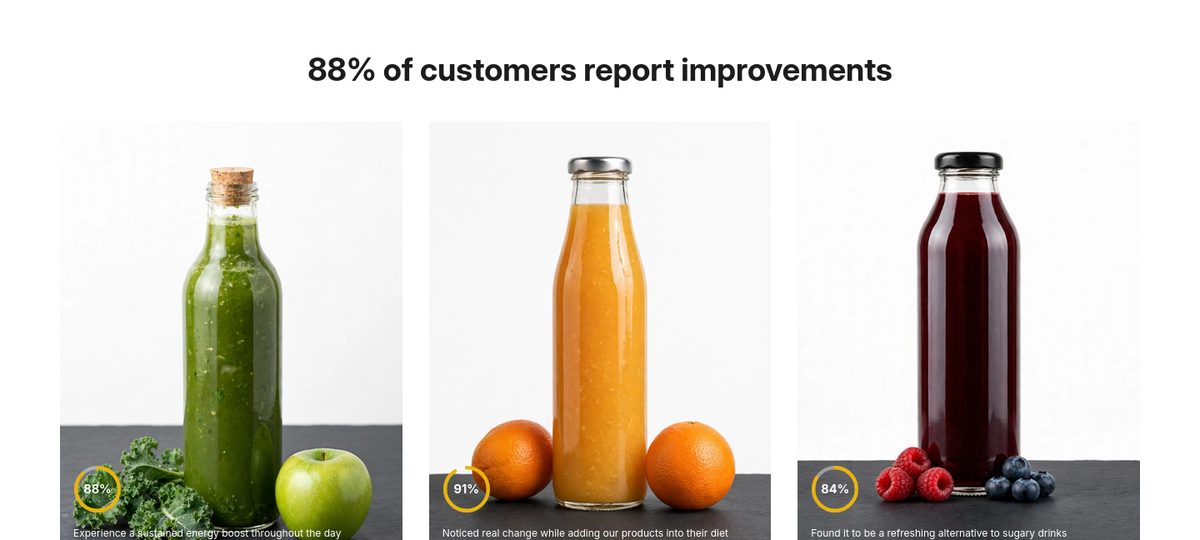 88% of customers report improvements
88%
91%
84%
Experience a sustained energy boost throughout the day
Noticed real change while adding our products into their diet
Found it to be a refreshing alternative to sugary drinks